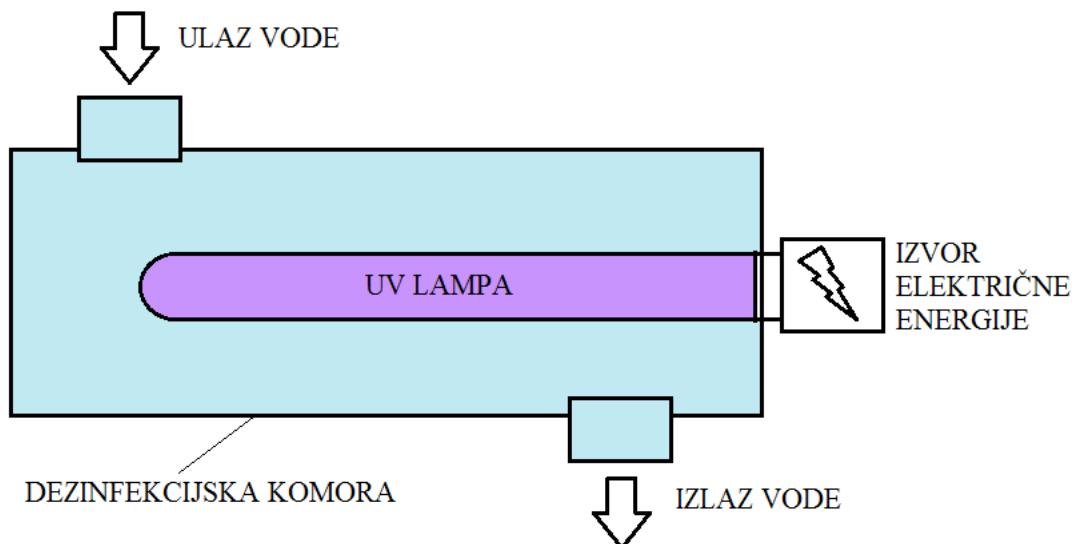 ULAZ VODE
UV LAMPA
IZVOR
ELEKTRIČNE
ENERGIJE
DEZINFEKCIJSKA KOMORA
IZLAZ VODE